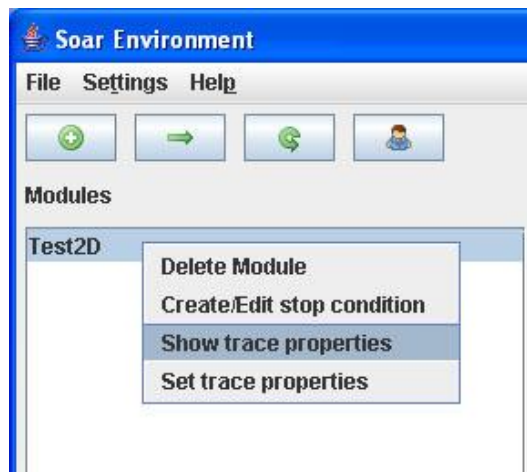 Soar Environment
File Settings Help
Modules
Test2D
Delete Module
Create/Edit stop condition
Show trace properties
Set trace properties